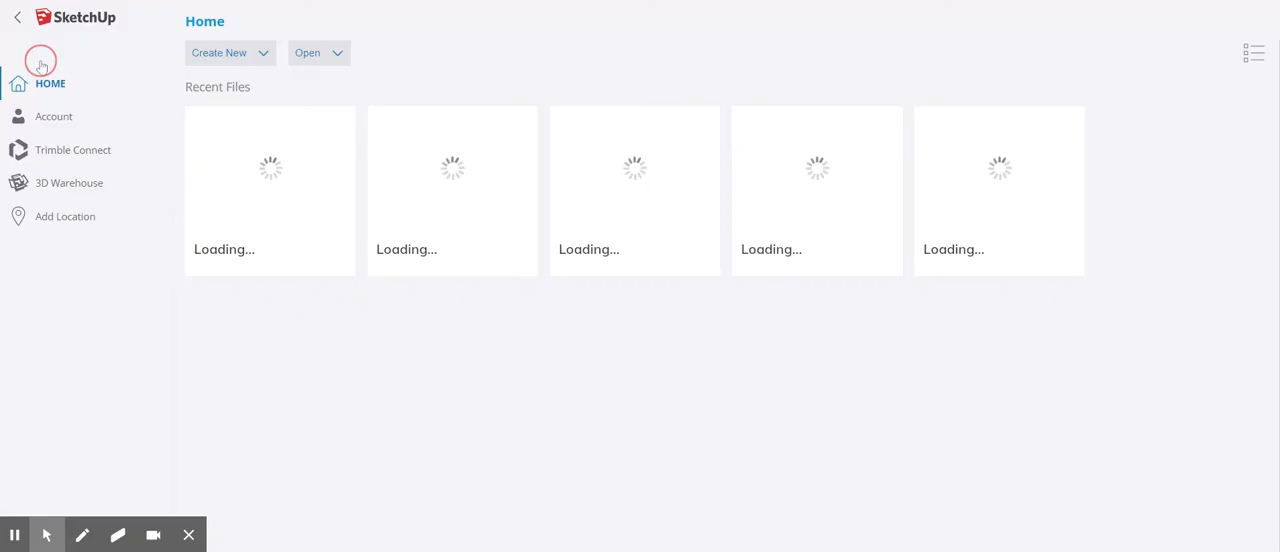 SketchUp
Home
Create New
Open
Recent Files
HOME
Account
Trimble Connect
3D Warehouse
Add Location
Loading...
Loading...
Loading...
Loading...
Loading...